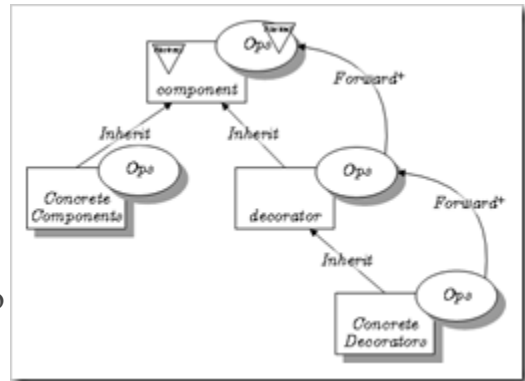 Ops
component
Forward+
Inherit
Inherit
Ops
Concrete
Components
Ops
decorator
Forward+
Inherit
Ops
Concrete
Decorators